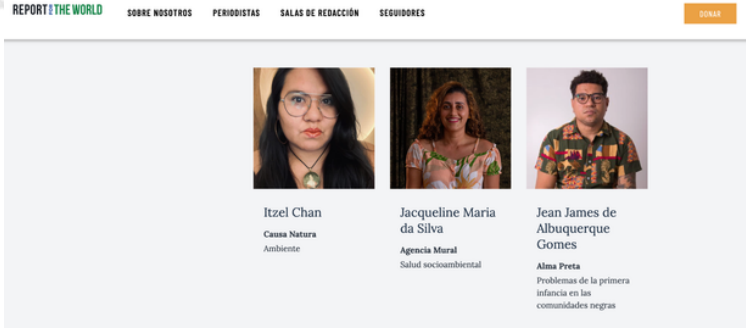 REPORT FOR THE WORLD
SOBRE NOSOTROS
PERIODISTAS
SALAS DE REDACCIÓN
SEGUIDORES
DONAR
Itzel Chan
Causa Natura
Ambiente
Jacqueline Maria
da Silva
Agencia Mural
Salud socioambiental
Jean James de
Albuquerque
Gomes
Alma Preta
Problemas de la primera
infancia en las
comunidades negras